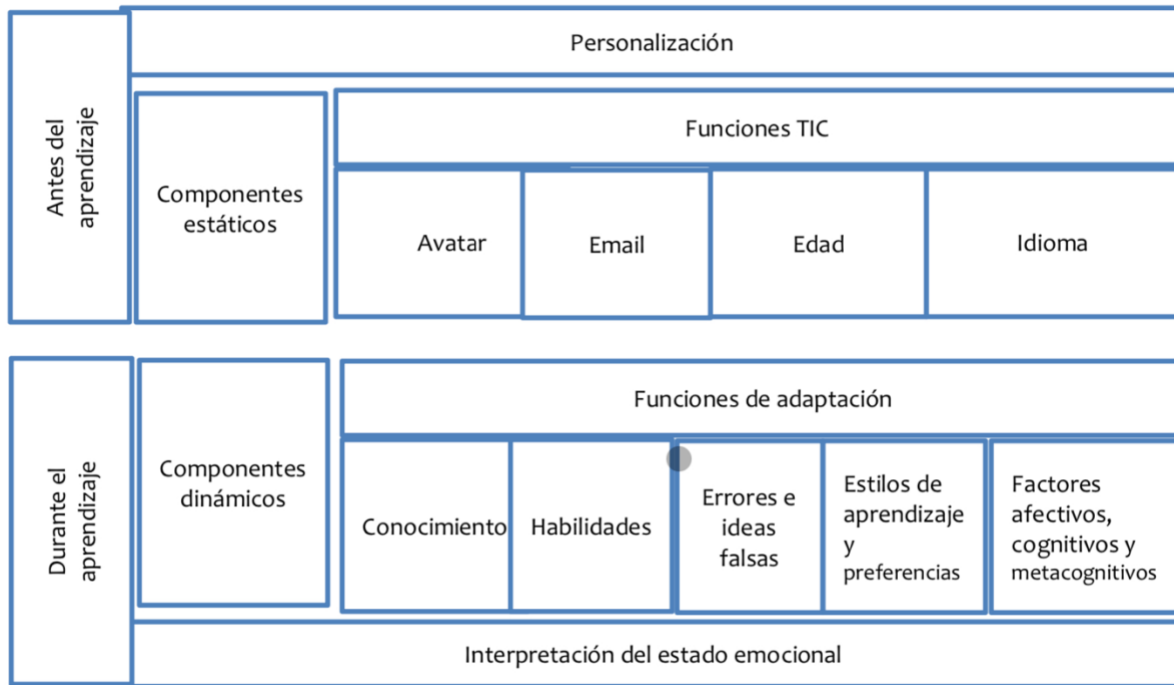 Antes del
aprendizaje
Personalización
Componentes
estáticos
Funciones TIC
Avatar
Email
Edad
Idioma
Durante el
aprendizaje
Componentes
dinámicos
Funciones de adaptación
Conocimiento
Habilidades
Errores e
ideas
falsas
Estilos de
aprendizaje
y
preferencias
Factores
afectivos,
cognitivos y
metacognitivos
Interpretación del estado emocional